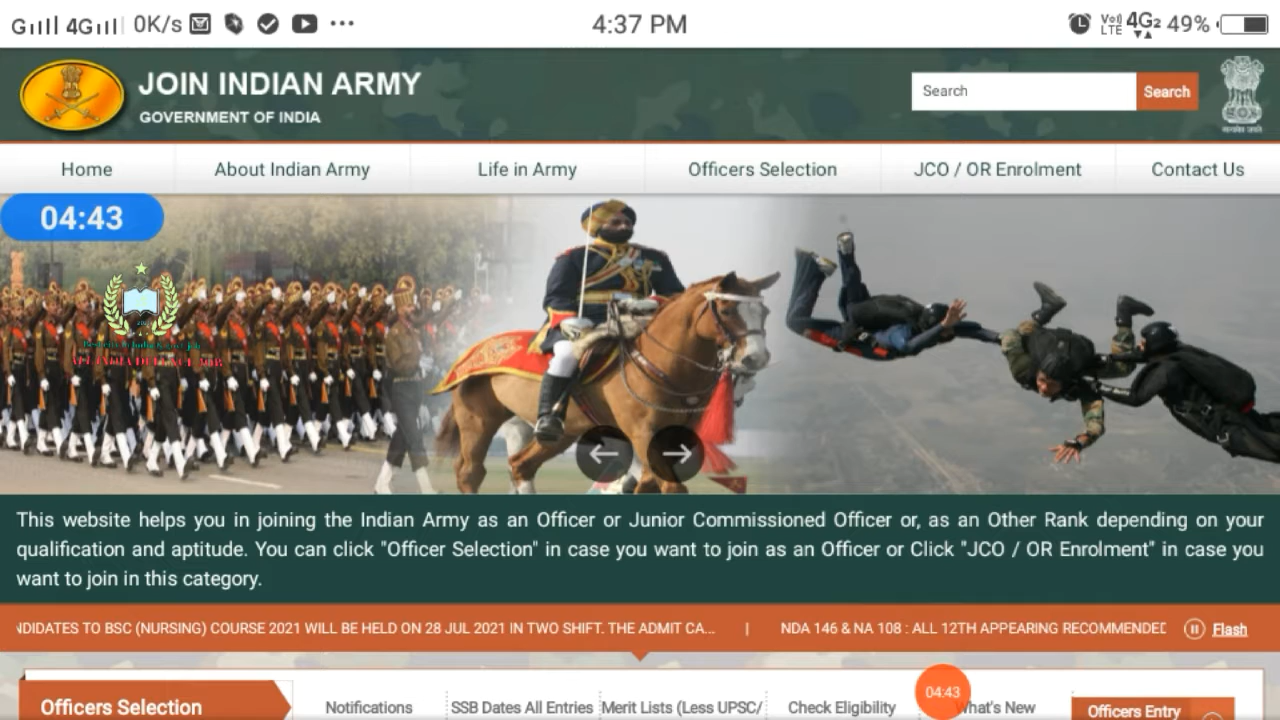 Gıııl 4Gııl 0K/s
4:37 PM
VoLTE 4G2 49%
JOIN INDIAN ARMY
GOVERNMENT OF INDIA
Search Search
Home About Indian Army Life in Army Officers Selection JCO / OR Enrolment Contact Us
04:43
This website helps you in joining the Indian Army as an Officer or Junior Commissioned Officer or, as an Other Rank depending on your
qualification and aptitude. You can click "Officer Selection" in case you want to join as an Officer or Click "JCO / OR Enrolment" in case you
want to join in this category.
NDIDATES TO BSC (NURSING) COURSE 2021 WILL BE HELD ON 28 JUL 2021 IN TWO SHIFT. THE ADMIT CA... | NDA 146 & NA 108 : ALL 12TH APPEARING RECOMMENDED Flash
Officers Selection Notifications SSB Dates All Entries Merit Lists (Less UPSC/ Check Eligibility 04:43 What's New Officers Entry